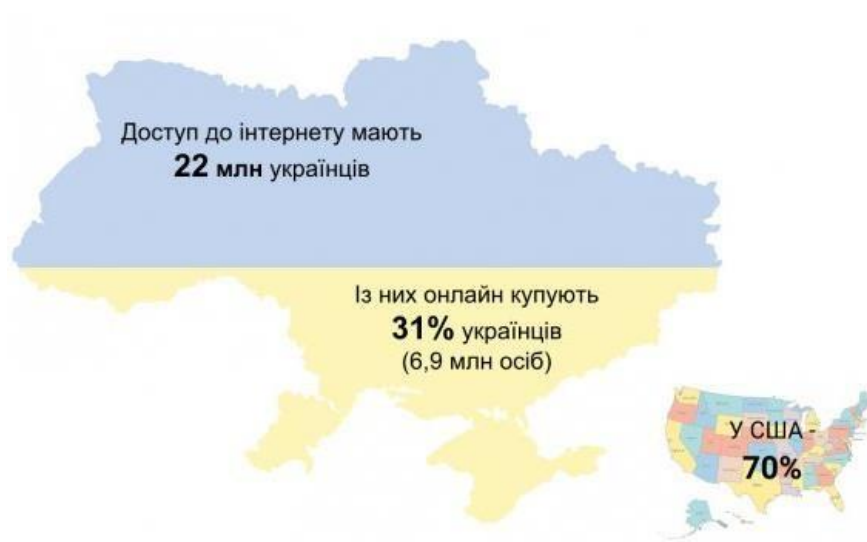 Доступ до інтернету мають
22 млн українців
Із них онлайн купують
31% українців
(6,9 млн осіб)
У США -
70%